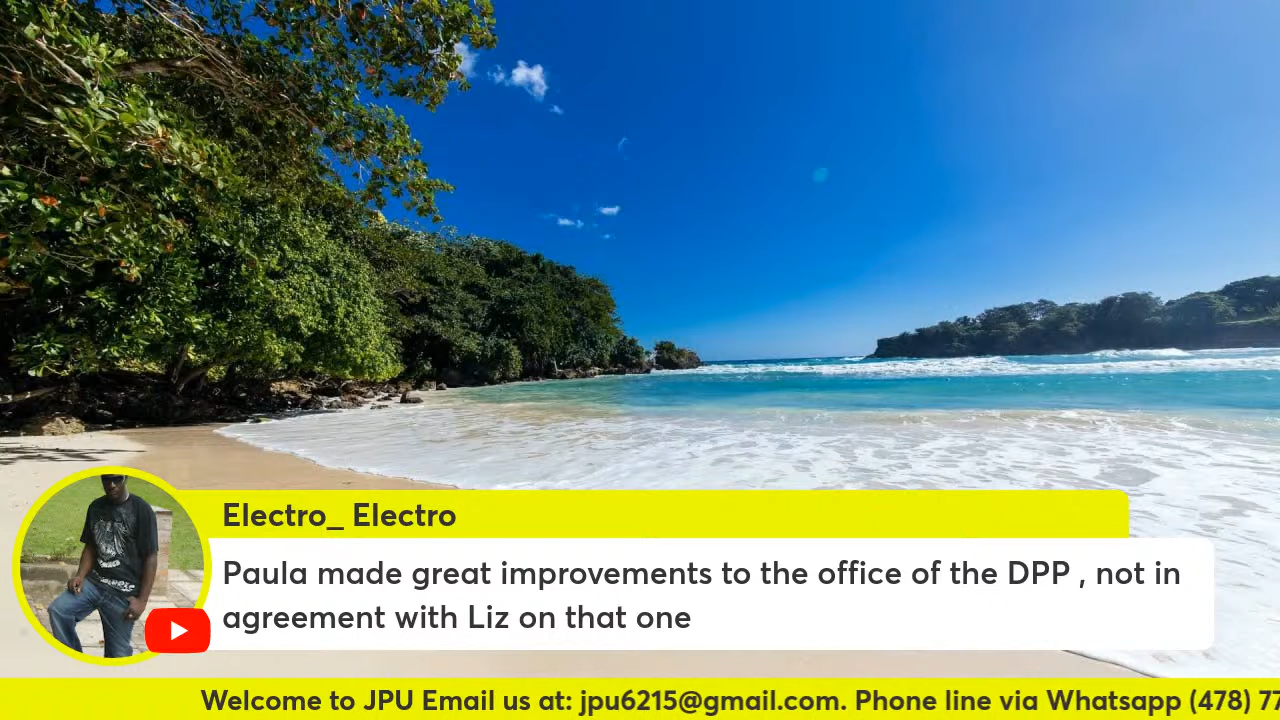 Electro_ Electro
Paula made great improvements to the office of the DPP , not in
agreement with Liz on that one
Welcome to JPU Email us at: jpu6215@gmail.com. Phone line via Whatsapp (478) 77